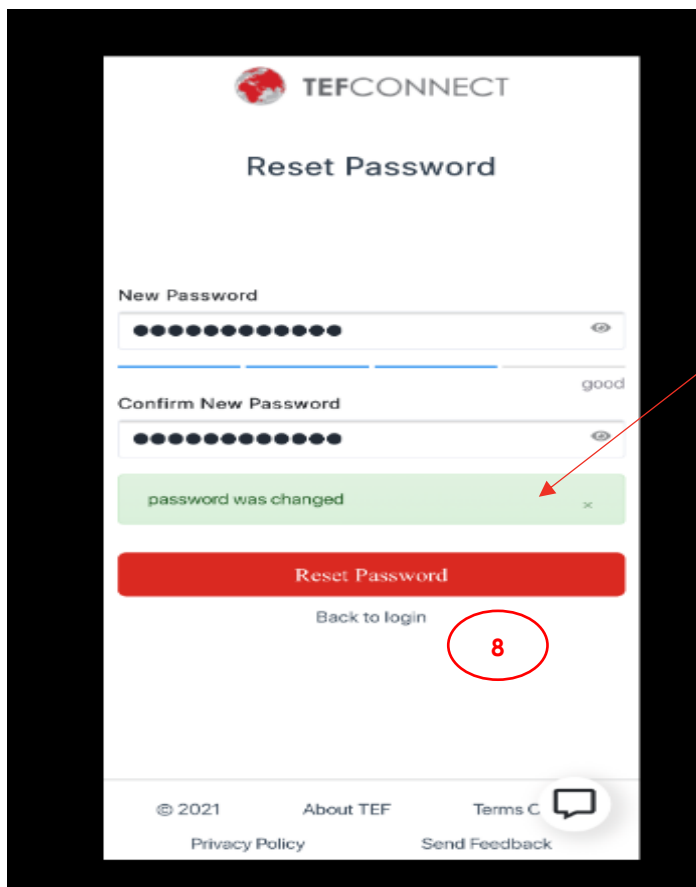 TEFCONNECT
Reset Password
New Password
good
Confirm New Password
password was changed
×
Reset Password
Back to login
8
© 2021 About TEF Terms
Privacy Policy Send Feedback